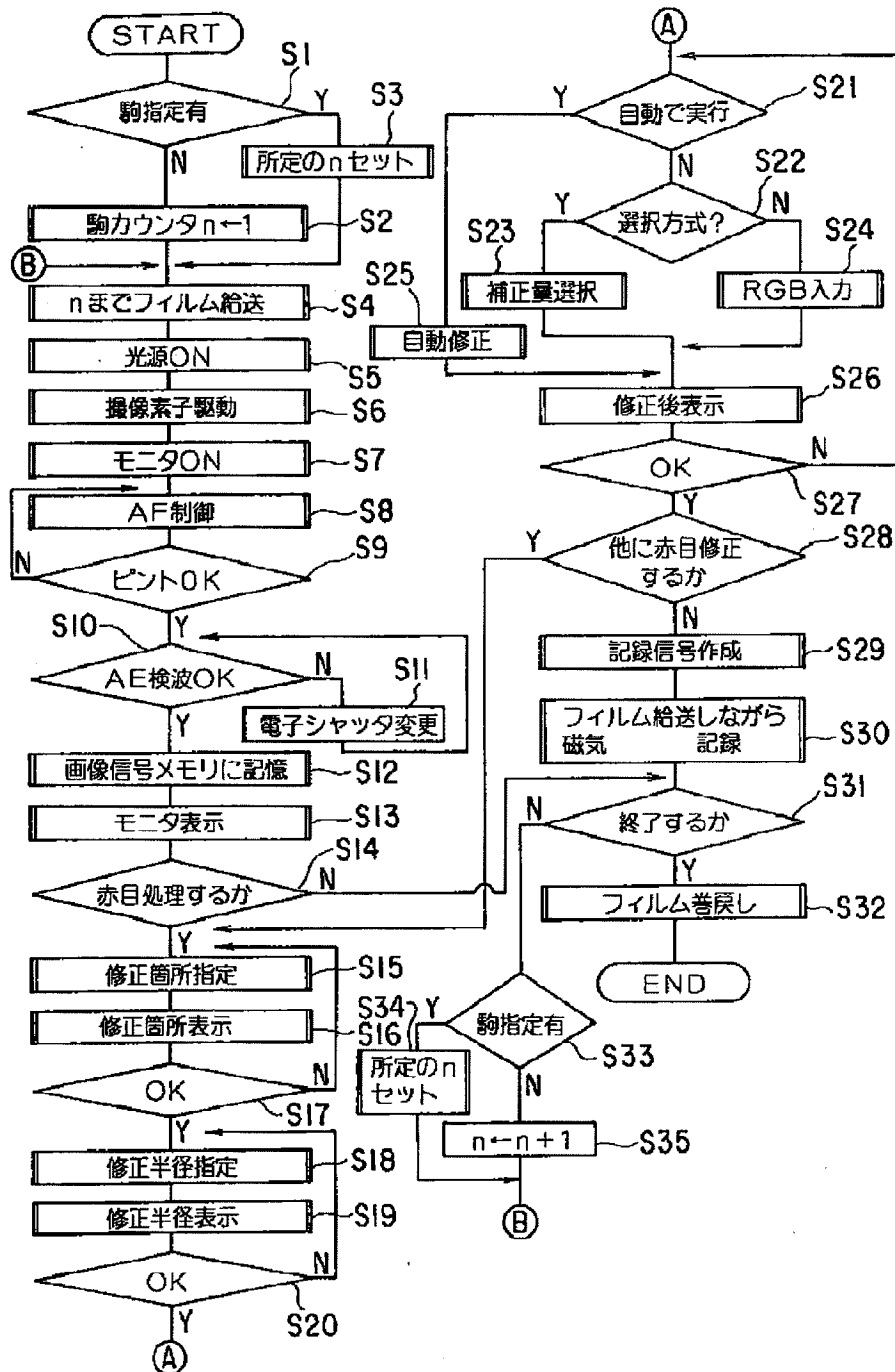 START
S1
駒指定有
Y
S3
N
所定のnセット
駒カウンタn←1
S2
B
nまでフィルム給送
S4
光源ON
S5
撮像素子駆動
S6
モニタON
S7
AF制御
S8
S9
N
ピントOK
Y
S10
AE検波OK
N
S11
電子シャッタ変更
Y
画像信号メモリに記憶
S12
モニタ表示
S13
S14
赤目処理するか
N
Y
修正箇所指定
S15
修正箇所表示
S16
OK
N
S17
Y
修正半径指定
S18
修正半径表示
S19
OK
N
S20
Y
A
A
S21
Y
自動で実行
N
S22
Y
選択方式?
N
S23
S24
S25
補正量選択
RGB入力
自動修正
修正後表示
S26
OK
N
S27
Y
S28
Y
他に赤目修正
するか
N
記録信号作成
S29
フィルム給送しながら
磁気 記録
S30
S31
N
終了するか
Y
フィルム巻戻し
S32
END
S34
Y
駒指定有
S33
所定のn
セット
N
n←n+1
S35
B